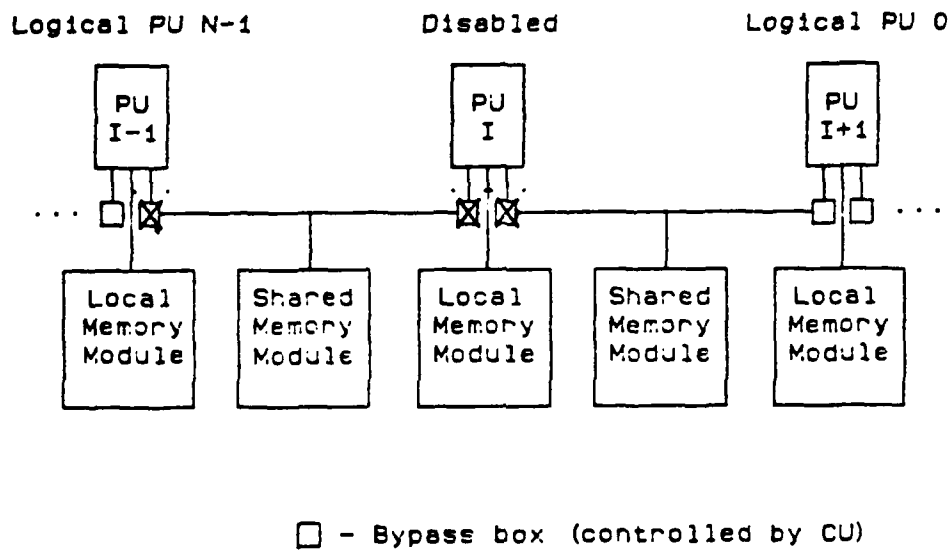 Logical PU N-1
Disabled
Logical PU 0
PU
I-1
PU
I
PU
I+1
...
...
Local
Memory
Module
Shared
Memory
Module
Local
Memory
Module
Shared
Memory
Module
Local
Memory
Module
□ - Bypass box (controlled by CU)